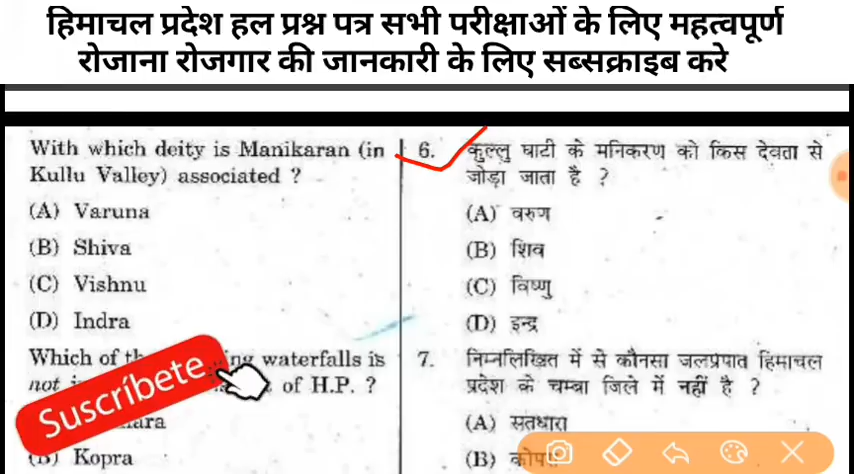 हिमाचल प्रदेश हल प्रश्न पत्र सभी परीक्षाओं के लिए महत्वपूर्ण
रोजाना रोजगार की जानकारी के लिए सब्सक्राइब करे
With which deity is Manikaran (in
Kullu Valley) associated ?
(A) Varuna
(B) Shiva
(C) Vishnu
(D) Indra
Which of waterfalls is
not of H.P. ?
(B) Kopra
Suscríbete
6. कुल्लु घाटी के मनिकरण को किस देवता से
जोड़ा जाता है ?
(A) वरुण
(B) शिव
(C) विष्णु
(D) इन्द्र
7. निम्नलिखित में से कौनसा जलप्रपात हिमाचल
प्रदेश के चम्बा जिले में नहीं है ?
(A) सतधारा
(B)